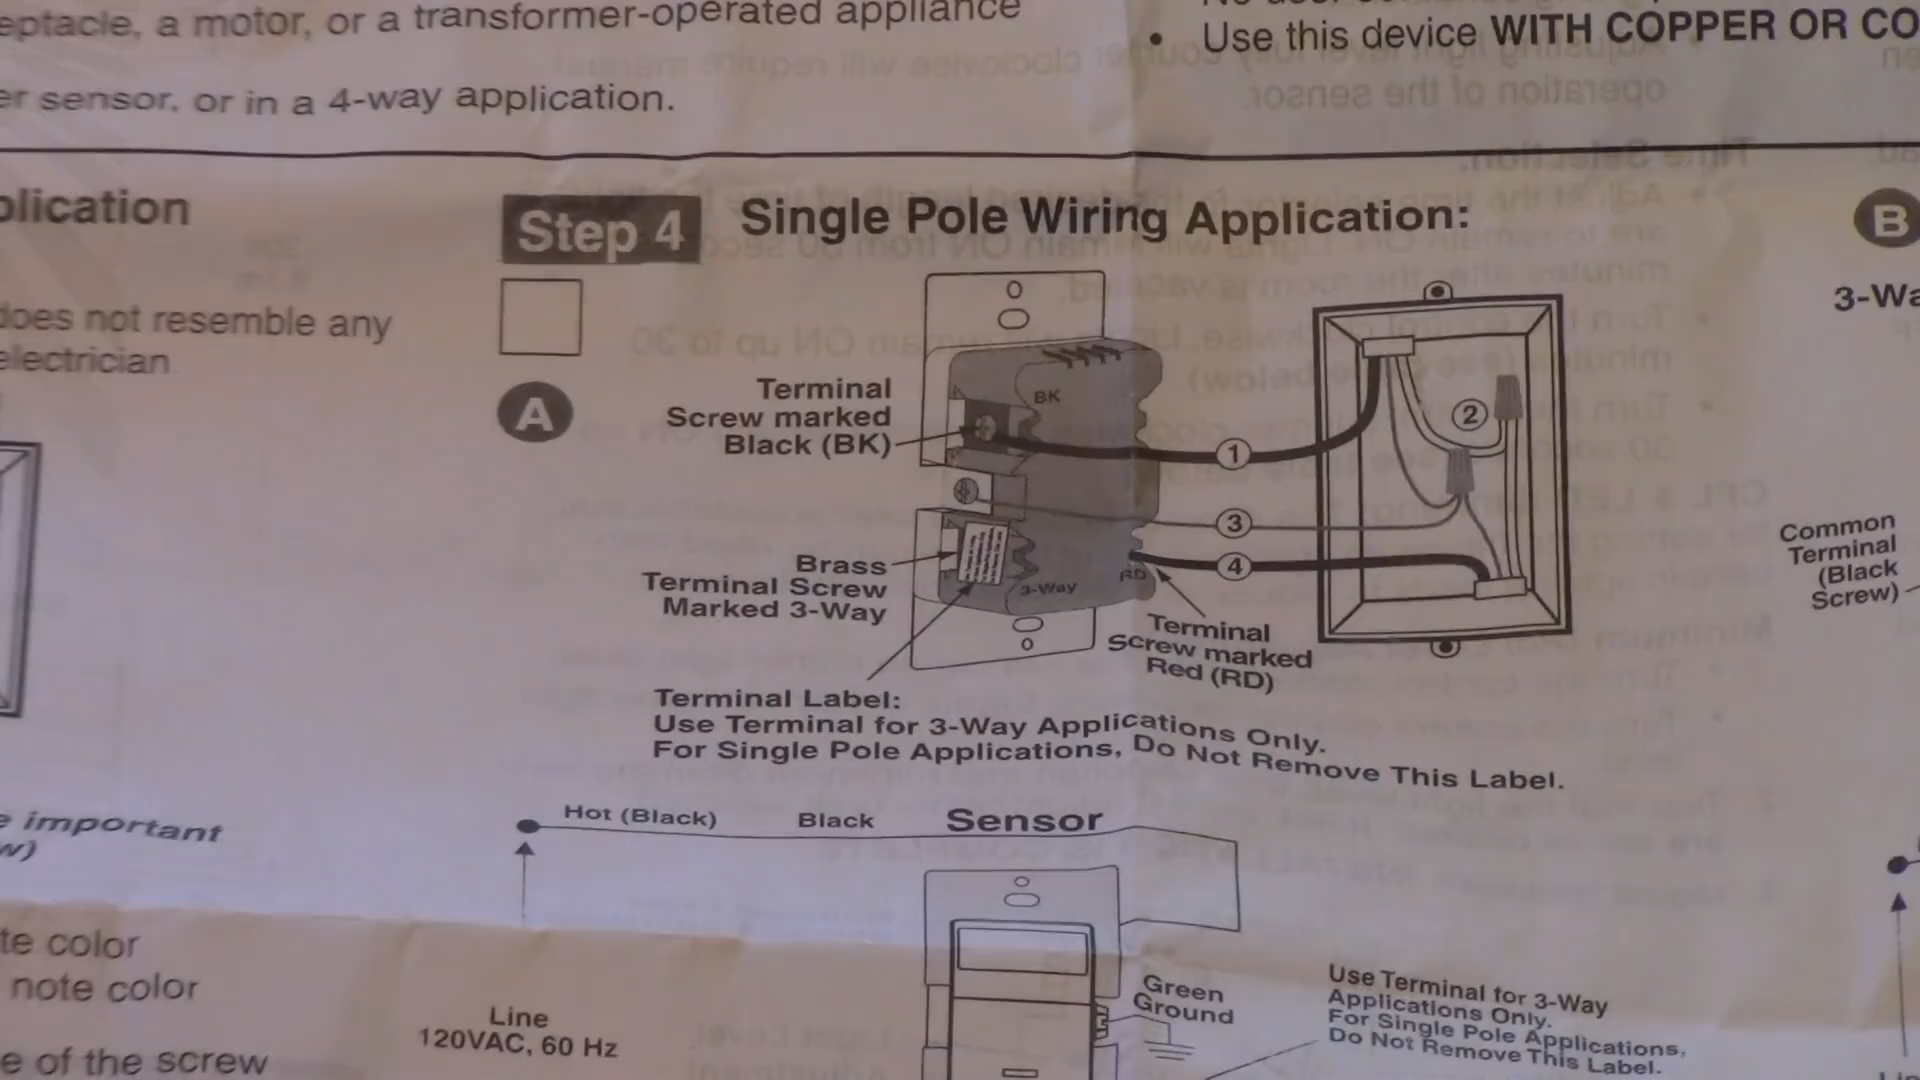 eptacle, a motor, or a transformer-operated appliance
er sensor, or in a 4-way application.
• Use this device WITH COPPER OR CO
plication
does not resemble any
electrician
important
te color
note color
e of the screw
Step 4 Single Pole Wiring Application:
A
Terminal
Screw marked
Black (BK)
BK
1
2
3
4
Brass
Terminal Screw
Marked 3-Way
3-Way
RD
Terminal
Screw marked
Red (RD)
Terminal Label:
Use Terminal for 3-Way Applications Only.
For Single Pole Applications, Do Not Remove This Label.
Hot (Black)
Black
Sensor
Green
Ground
Line
120VAC, 60 Hz
Use Terminal for 3-Way
Applications Only.
For Single Pole Applications,
Do Not Remove This Label.
B
3-Wa
Common
Terminal
(Black
Screw)